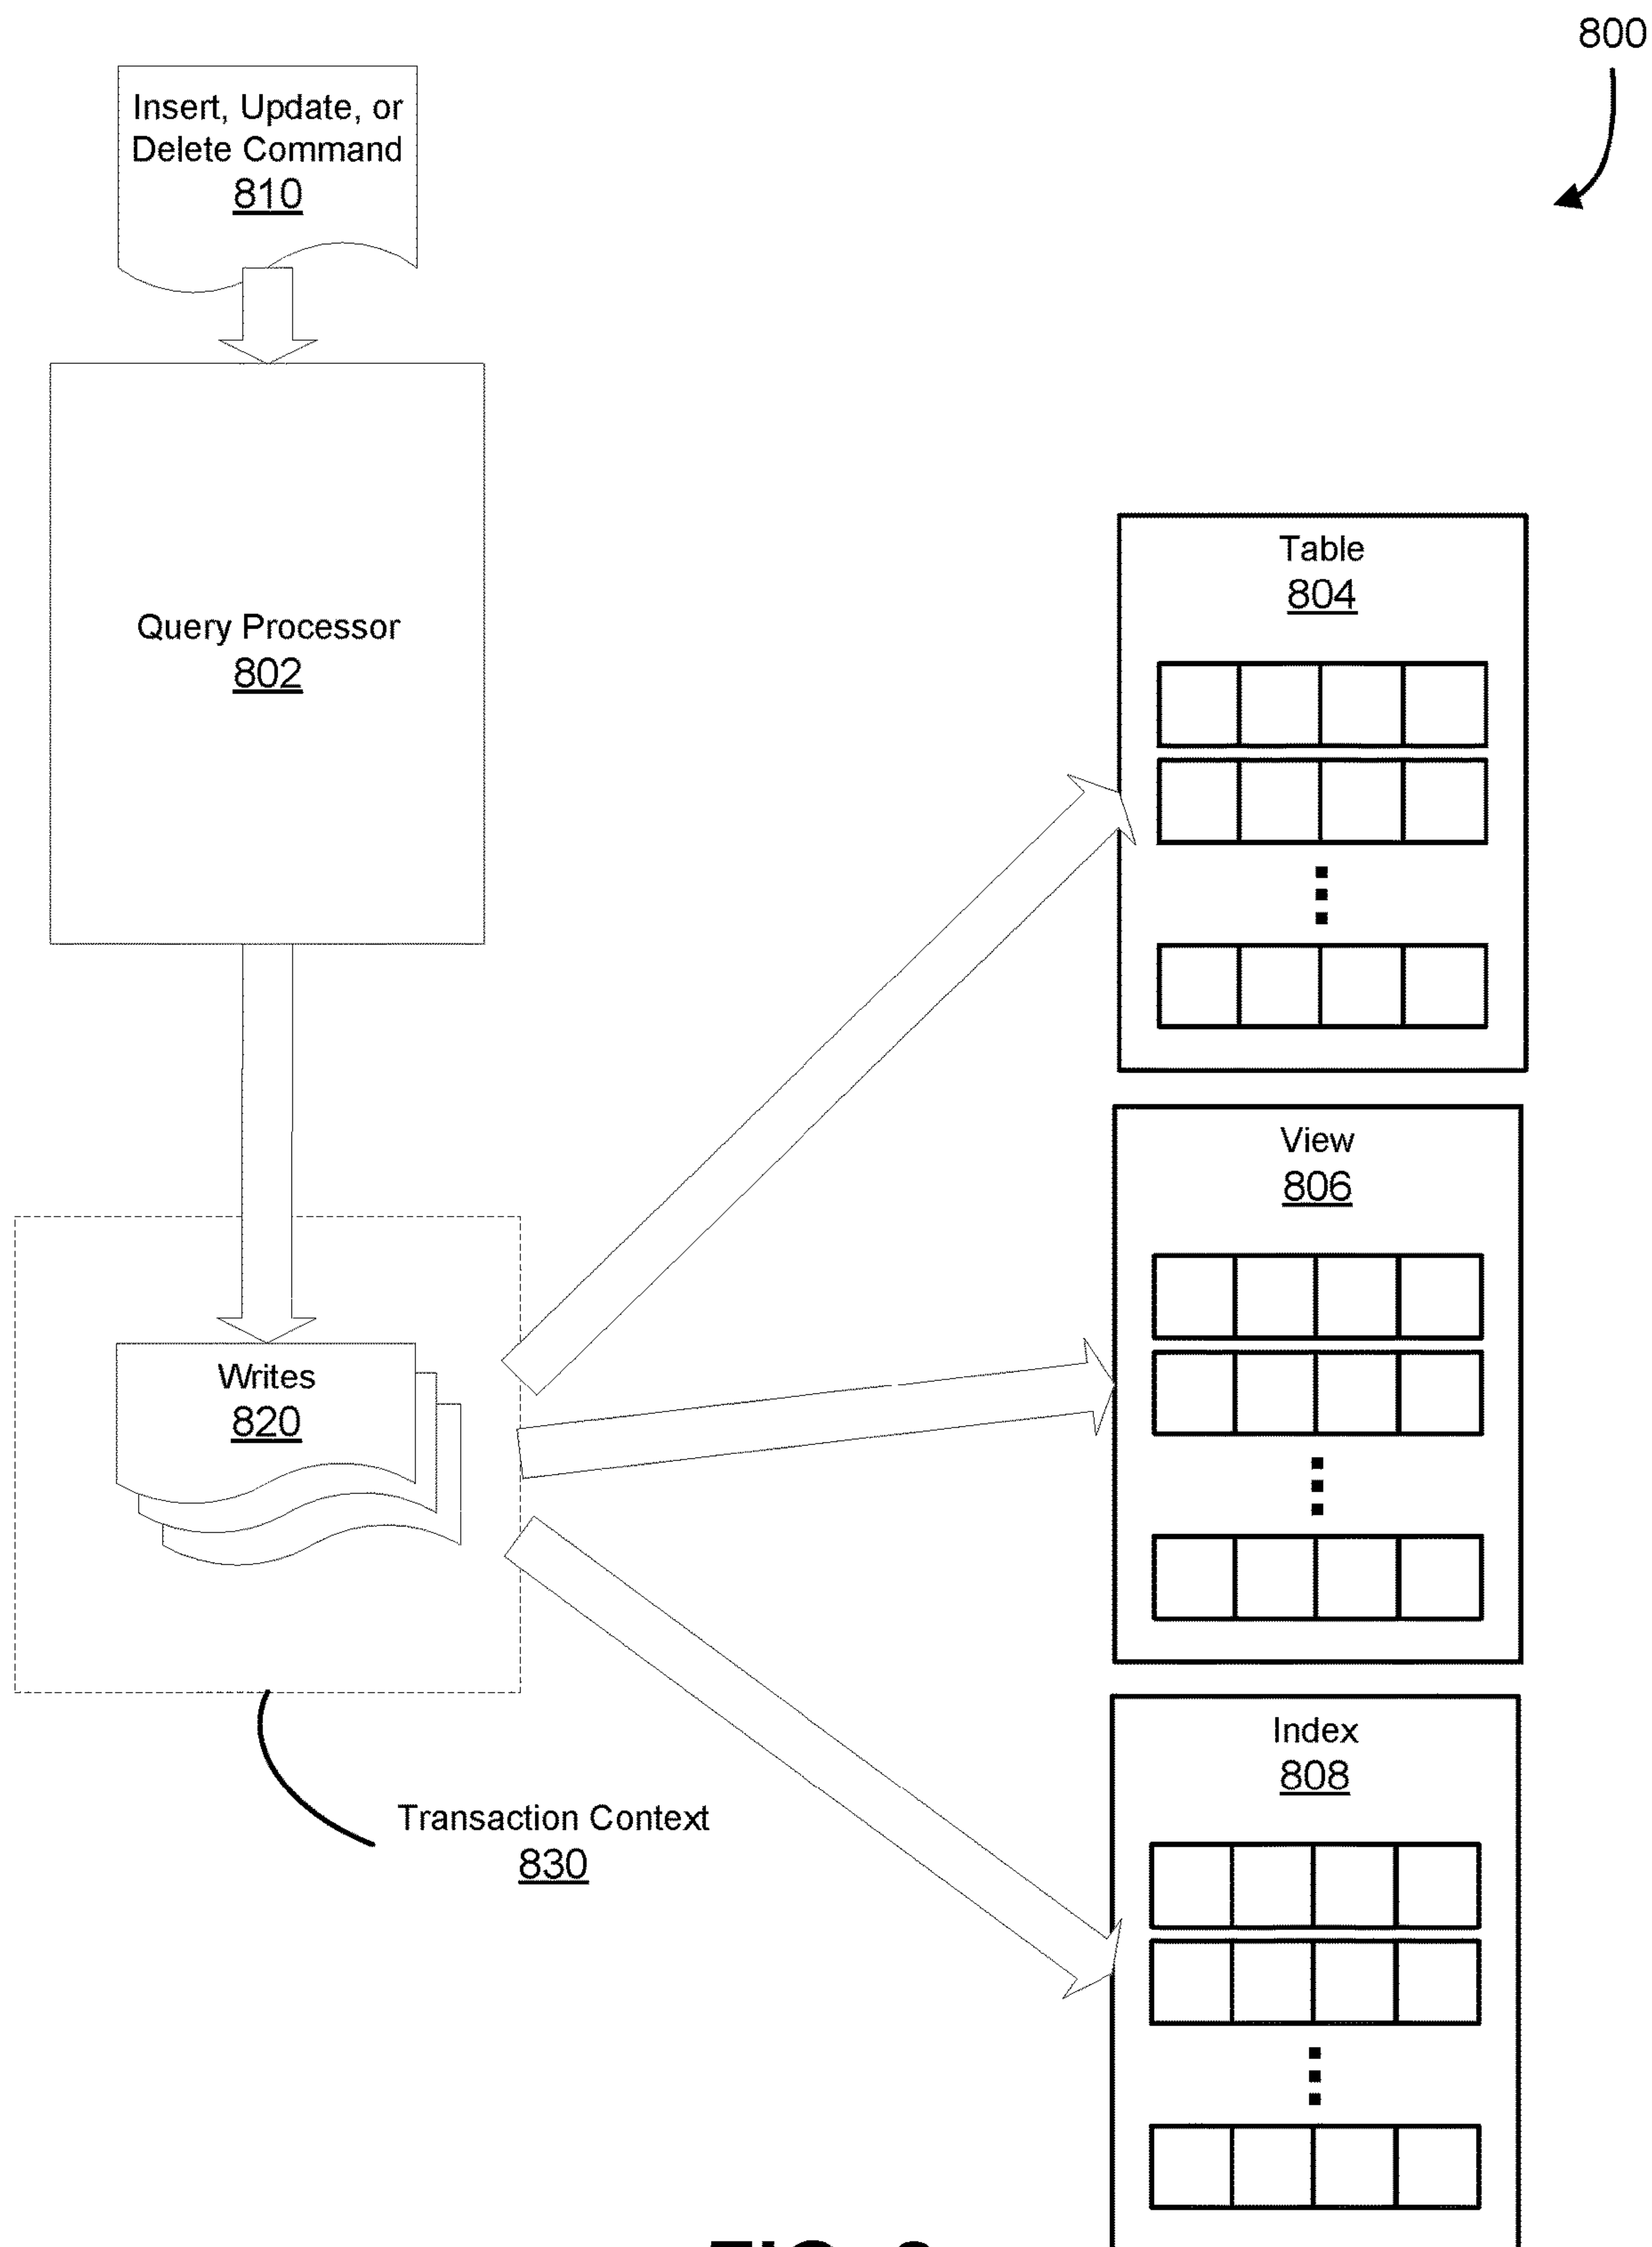 800
Insert, Update, or
Delete Command
810
Query Processor
802
Table
804
View
806
Writes
820
Index
808
Transaction Context
830